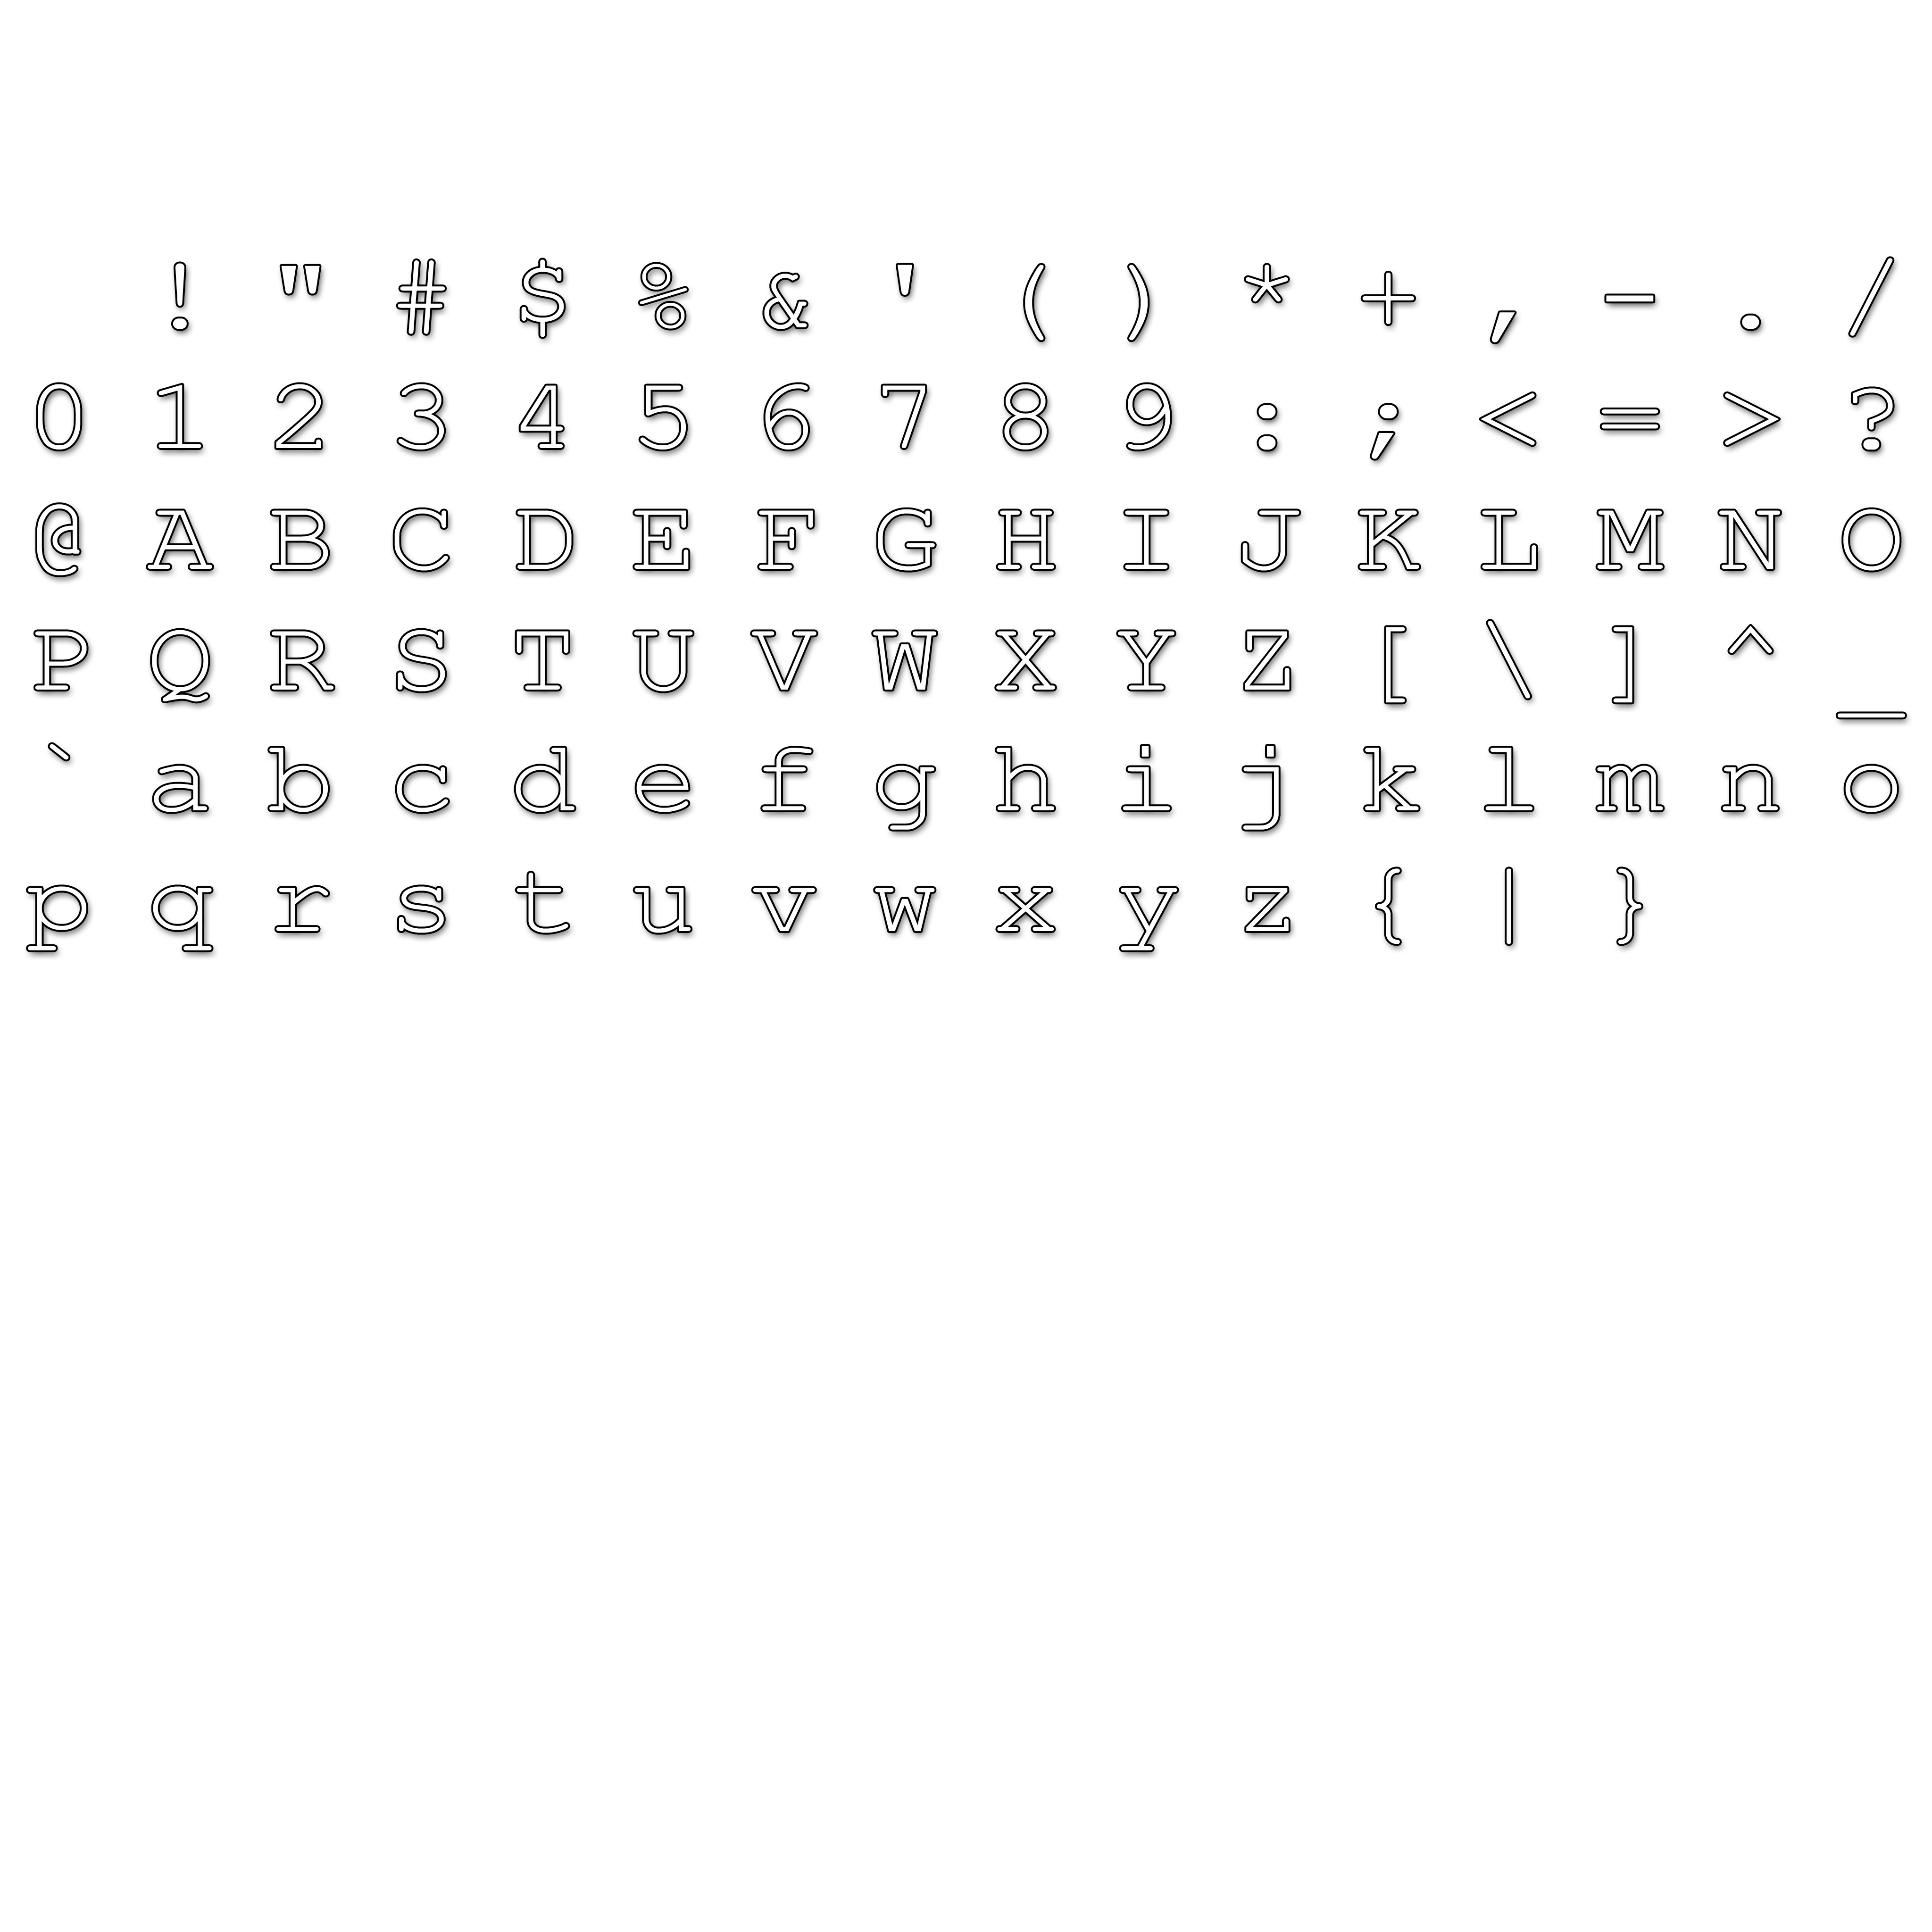 ! " # $ % & ' ( ) * + , - . /
0 1 2 3 4 5 6 7 8 9 : ; < = > ?
@ A B C D E F G H I J K L M N O
P Q R S T U V W X Y Z [ \ ] ^ _
` a b c d e f g h i j k l m n o
p q r s t u v w x y z { | }